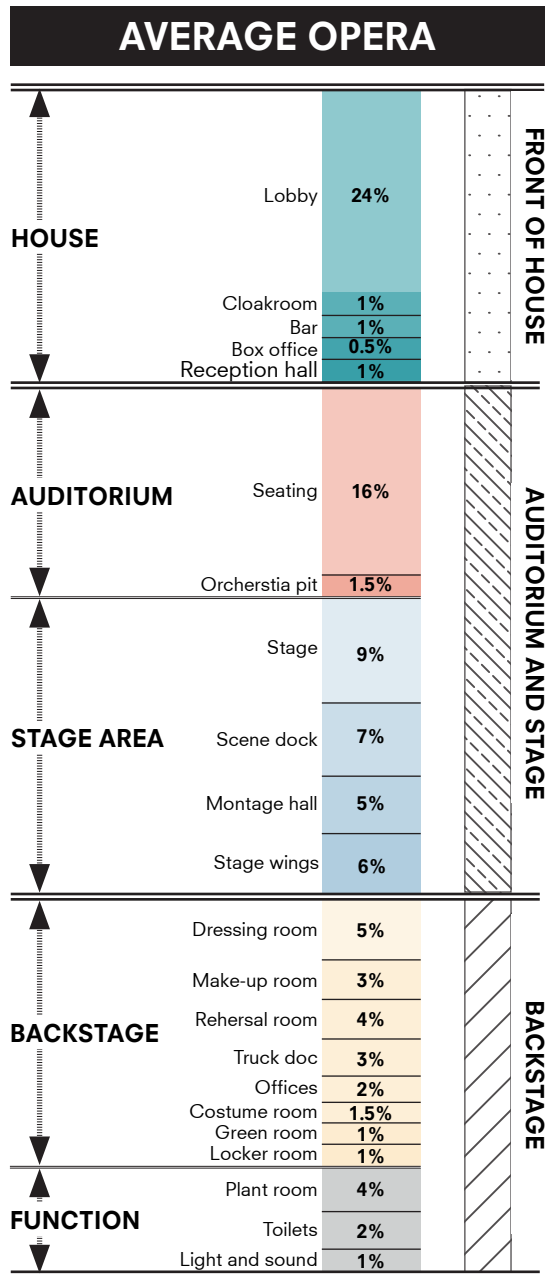 AVERAGE OPERA
HOUSE
FRONT OF HOUSE
Lobby 24%
Cloakroom 1%
Bar 1%
Box office 0.5%
Reception hall 1%
AUDITORIUM
AUDITORIUM AND STAGE
Seating 16%
Orcherstia pit 1.5%
STAGE AREA
Stage 9%
Scene dock 7%
Montage hall 5%
Stage wings 6%
BACKSTAGE
BACKSTAGE
Dressing room 5%
Make-up room 3%
Rehersal room 4%
Truck doc 3%
Offices 2%
Costume room 1.5%
Green room 1%
Locker room 1%
FUNCTION
Plant room 4%
Toilets 2%
Light and sound 1%